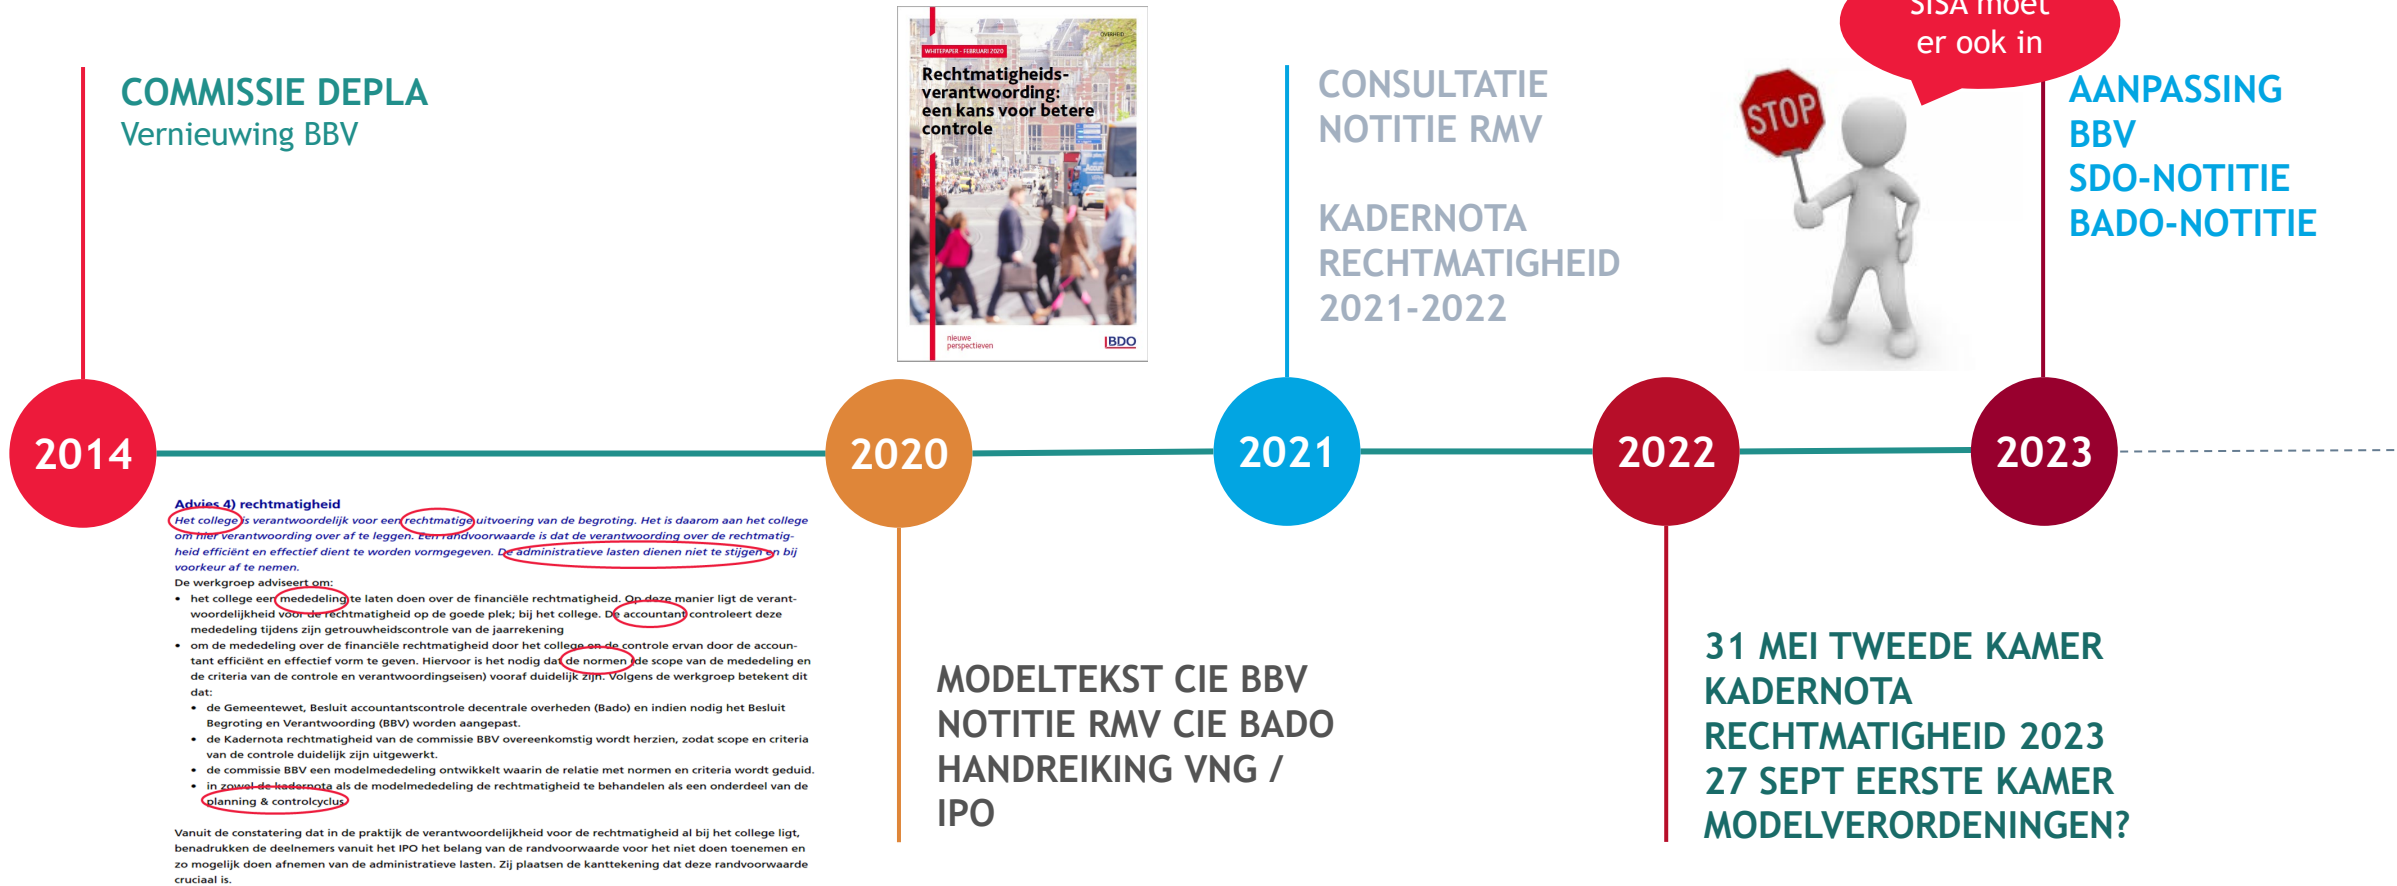 COMMISSIE DEPLA
Vernieuwing BBV
OVERHEID
WHITEPAPER - FEBRUARI 2020
Rechtmatigheids-
verantwoording:
een kans voor betere
controle
nieuwe
perspectieven
BDO
CONSULTATIE
NOTITIE RMV
KADERNOTA
RECHTMATIGHEID
2021-2022
STOP
SISA moet
er ook in
AANPASSING
BBV
SDO-NOTITIE
BADO-NOTITIE
2014
2020
2021
2022
2023
Advies 4) rechtmatigheid
Het college is verantwoordelijk voor een rechtmatige uitvoering van de begroting. Het is daarom aan het college
om hier verantwoording over af te leggen. Een randvoorwaarde is dat de verantwoording over de rechtmatig-
heid efficiënt en effectief dient te worden vormgegeven. De administratieve lasten dienen niet te stijgen en bij
voorkeur af te nemen.
De werkgroep adviseert om:
• het college een mededeling te laten doen over de financiële rechtmatigheid. Op deze manier ligt de verant-
woordelijkheid voor de rechtmatigheid op de goede plek; bij het college. De accountant controleert deze
mededeling tijdens zijn getrouwheidscontrole van de jaarrekening
• om de mededeling over de financiële rechtmatigheid door het college en de controle ervan door de accoun-
tant efficiënt en effectief vorm te geven. Hiervoor is het nodig dat de normen (de scope van de mededeling en
de criteria van de controle en verantwoordingseisen) vooraf duidelijk zijn. Volgens de werkgroep betekent dit
dat:
• de Gemeentewet, Besluit accountantscontrole decentrale overheden (Bado) en indien nodig het Besluit
Begroting en Verantwoording (BBV) worden aangepast.
• de Kadernota rechtmatigheid van de commissie BBV overeenkomstig wordt herzien, zodat scope en criteria
van de controle duidelijk zijn uitgewerkt.
• de commissie BBV een modelmededeling ontwikkelt waarin de relatie met normen en criteria wordt geduid.
• in zowel de kadernota als de modelmededeling de rechtmatigheid te behandelen als een onderdeel van de
planning & controlcyclus
Vanuit de constatering dat in de praktijk de verantwoordelijkheid voor de rechtmatigheid al bij het college ligt,
benadrukken de deelnemers vanuit het IPO het belang van de randvoorwaarde voor het niet doen toenemen en
zo mogelijk doen afnemen van de administratieve lasten. Zij plaatsen de kanttekening dat deze randvoorwaarde
cruciaal is.
MODELTEKST CIE BBV
NOTITIE RMV CIE BADO
HANDREIKING VNG /
IPO
31 MEI TWEEDE KAMER
KADERNOTA
RECHTMATIGHEID 2023
27 SEPT EERSTE KAMER
MODELVERORDENINGEN?